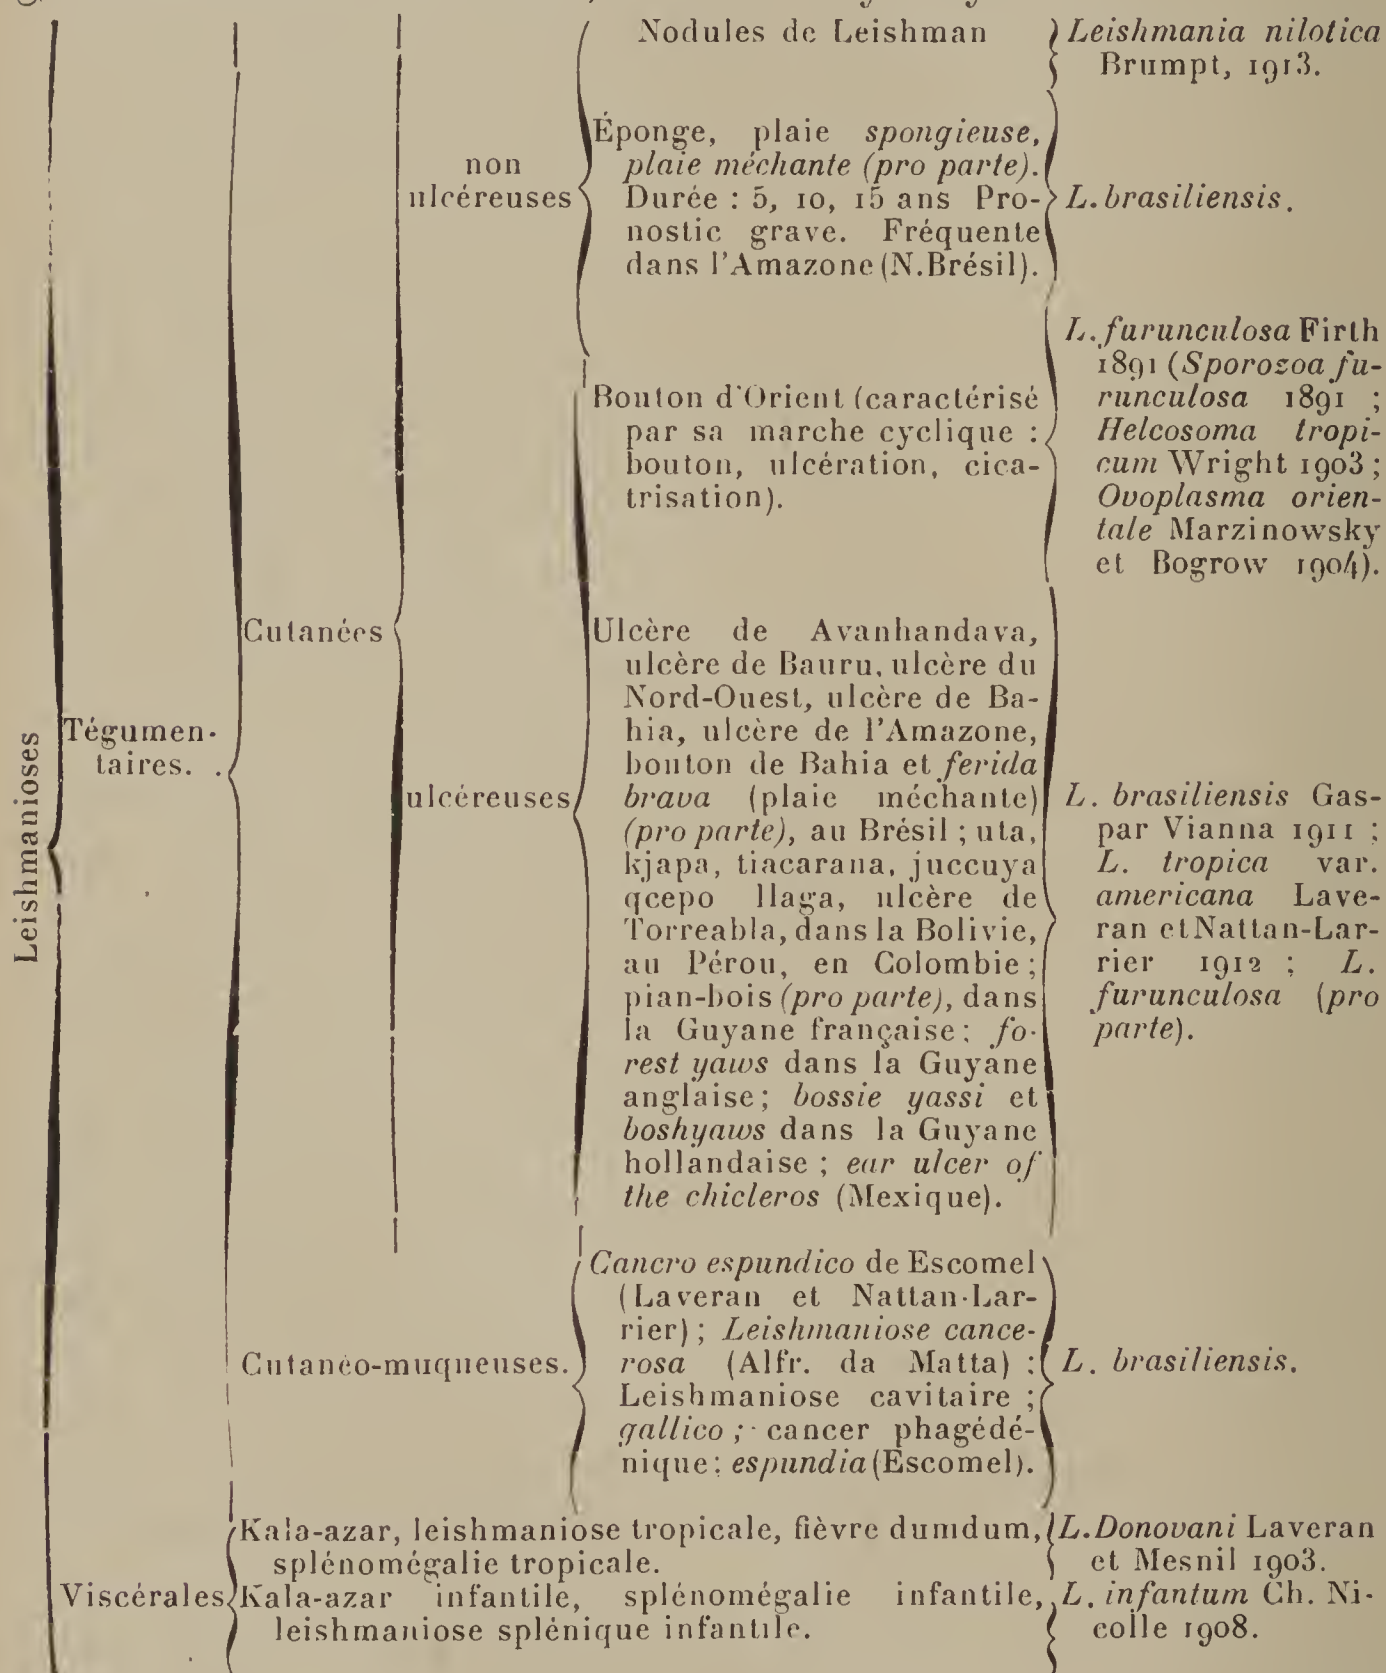 Leishmanioses
Tégumen-
taires. .
Cutanées
non
ulcéreuses
Nodules de Leishman
Leishmania nilotica
Brumpt, 1913.
Éponge, plaie spongieuse,
plaie méchante (pro parte).
Durée : 5, 10, 15 ans Pro-
nostic grave. Fréquente
dans l'Amazone (N.Brésil).
L. brasiliensis.
ulcéreuses
Bouton d'Orient (caractérisé
par sa marche cyclique :
bouton, ulcération, cica-
trisation).
L. furunculosa Firth
1891 (Sporozoa fu-
runculosa 1891 ;
Helcosoma tropi-
cum Wright 1903 ;
Ovoplasma orien-
tale Marzinowsky
et Bogrow 1904).
Ulcère de Avanhandava,
ulcère de Bauru, ulcère du
Nord-Ouest, ulcère de Ba-
hia, ulcère de l'Amazone,
bouton de Bahia et ferida
brava (plaie méchante)
(pro parte), au Brésil ; uta,
kjapa, tiacarana, juccuya
qcepo llaga, ulcère de
Torreabla, dans la Bolivie,
au Pérou, en Colombie ;
pian-bois (pro parte), dans
la Guyane française ; fo-
rest yaws dans la Guyane
anglaise ; bossie yassi et
boshyaws dans la Guyane
hollandaise ; ear ulcer of
the chicleros (Mexique).
L. brasiliensis Gas-
par Vianna 1911 ;
L. tropica var.
americana Lave-
ran et Nattan-Lar-
rier 1912 ; L.
furunculosa (pro
parte).
Cutanéo-muqueuses.
Cancro espundico de Escomel
(Laveran et Nattan-Lar-
rier) ; Leishmaniose cance-
rosa (Alfr. da Matta) :
Leishmaniose cavitaire ;
gallico ; cancer phagédé-
nique : espundia (Escomel).
L. brasiliensis.
Viscérales
Kala-azar, leishmaniose tropicale, fièvre dumdum,
splénomégalie tropicale.
L. Donovani Laveran
et Mesnil 1903.
Kala-azar infantile, splénomégalie infantile,
leishmaniose splénique infantile.
L. infantum Ch. Ni-
colle 1908.